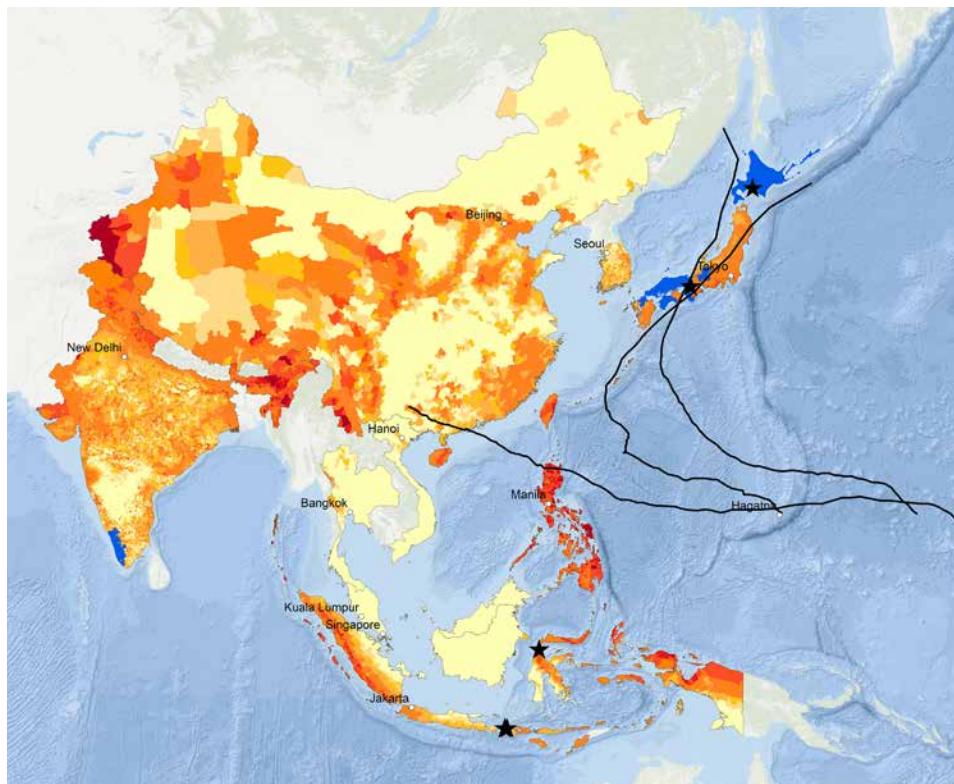 Beijing
Seoul
Tokyo
New Delhi
Hanoi
Manila
Hagatna
Bangkok
Kuala Lumpur
Singapore
Jakarta